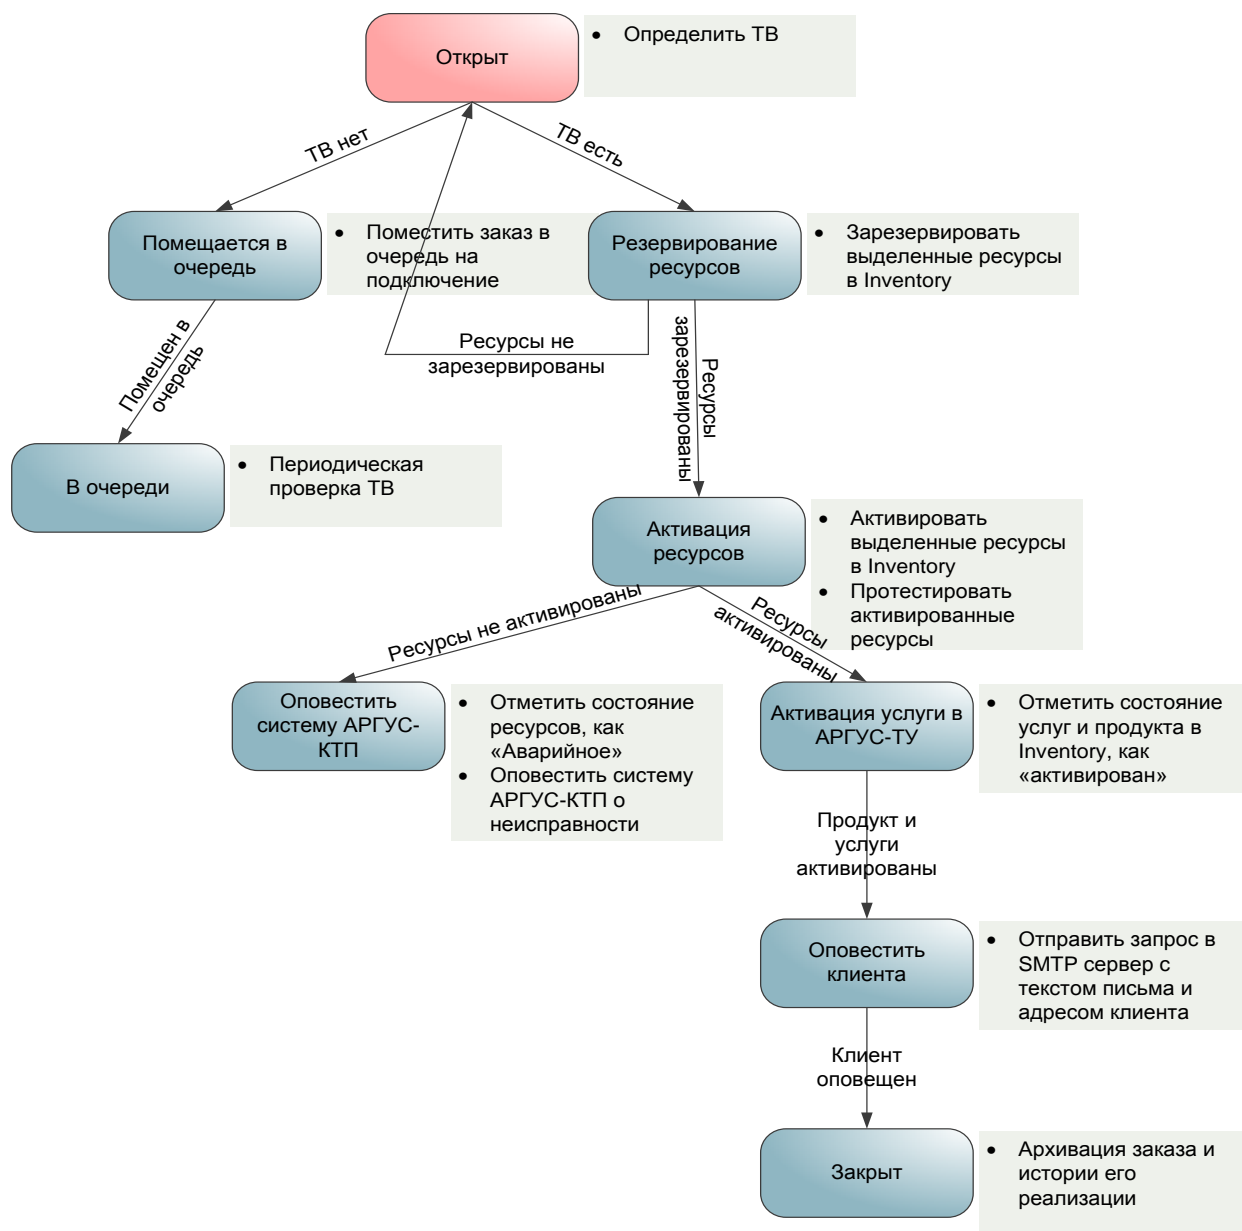 Открыт
• Определить ТВ
ТВ нет
ТВ есть
Помещается в
очередь
• Поместить заказ в
очередь на
подключение
Резервирование
ресурсов
• Зарезервировать
выделенные ресурсы
в Inventory
Помещен в
очередь
Ресурсы не
зарезервированы
Ресурсы
зарезервированы
В очереди
• Периодическая
проверка ТВ
Активация
ресурсов
• Активировать
выделенные ресурсы
в Inventory
• Протестировать
активированные
ресурсы
Ресурсы не активированы
Ресурсы
активированы
Оповестить
систему АРГУС-
КТП
• Отметить состояние
ресурсов, как
«Аварийное»
• Оповестить систему
АРГУС-КТП о
неисправности
Активация услуги в
АРГУС-ТУ
• Отметить состояние
услуг и продукта в
Inventory, как
«активирован»
Продукт и
услуги
активированы
Оповестить
клиента
• Отправить запрос в
SMTP сервер с
текстом письма и
адресом клиента
Клиент
оповещен
Закрыт
• Архивация заказа и
истории его
реализации